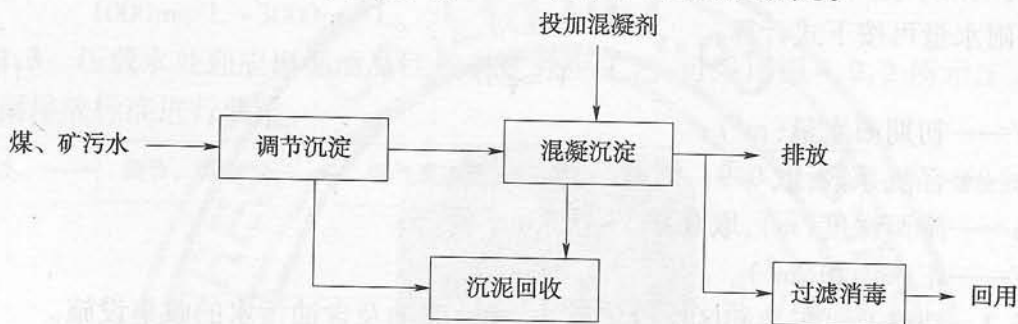 投加混凝剂
煤、矿污水
调节沉淀
混凝沉淀
排放
沉泥回收
过滤消毒
回用